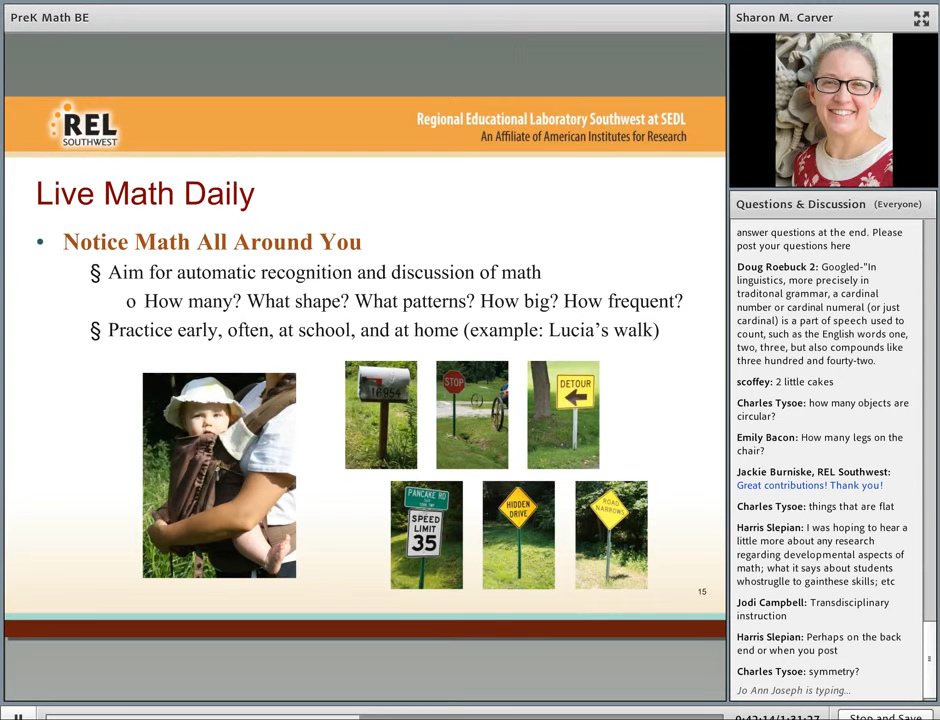 PreK Math BE
REL
SOUTHWEST
Regional Educational Laboratory Southwest at SEDL
An Affiliate of American Institutes for Research
Live Math Daily
• Notice Math All Around You
§ Aim for automatic recognition and discussion of math
o How many? What shape? What patterns? How big? How frequent?
§ Practice early, often, at school, and at home (example: Lucia's walk)
16954
STOP
DETOUR
PANCAKE RD
SPEED
LIMIT
35
HIDDEN
DRIVE
ROAD
NARROWS
15
Sharon M. Carver
Questions & Discussion (Everyone)
answer questions at the end. Please
post your questions here
Doug Roebuck 2: Googled-"In
linguistics, more precisely in
traditonal grammar, a cardinal
number or cardinal numeral (or just
cardinal) is a part of speech used to
count, such as the English words one,
two, three, but also compounds like
three hundred and fourty-two.
scoffey: 2 little cakes
Charles Tysoe: how many objects are
circular?
Emily Bacon: How many legs on the
chair?
Jackie Burniske, REL Southwest:
Great contributions! Thank you!
Charles Tysoe: things that are flat
Harris Slepian: I was hoping to hear a
little more about any research
regarding developmental aspects of
math; what it says about students
whostruglle to gainthese skills; etc
Jodi Campbell: Transdisciplinary
instruction
Harris Slepian: Perhaps on the back
end or when you post
Charles Tysoe: symmetry?
Jo Ann Joseph is typing...
0:42:14/1:31:27
Stop and Save